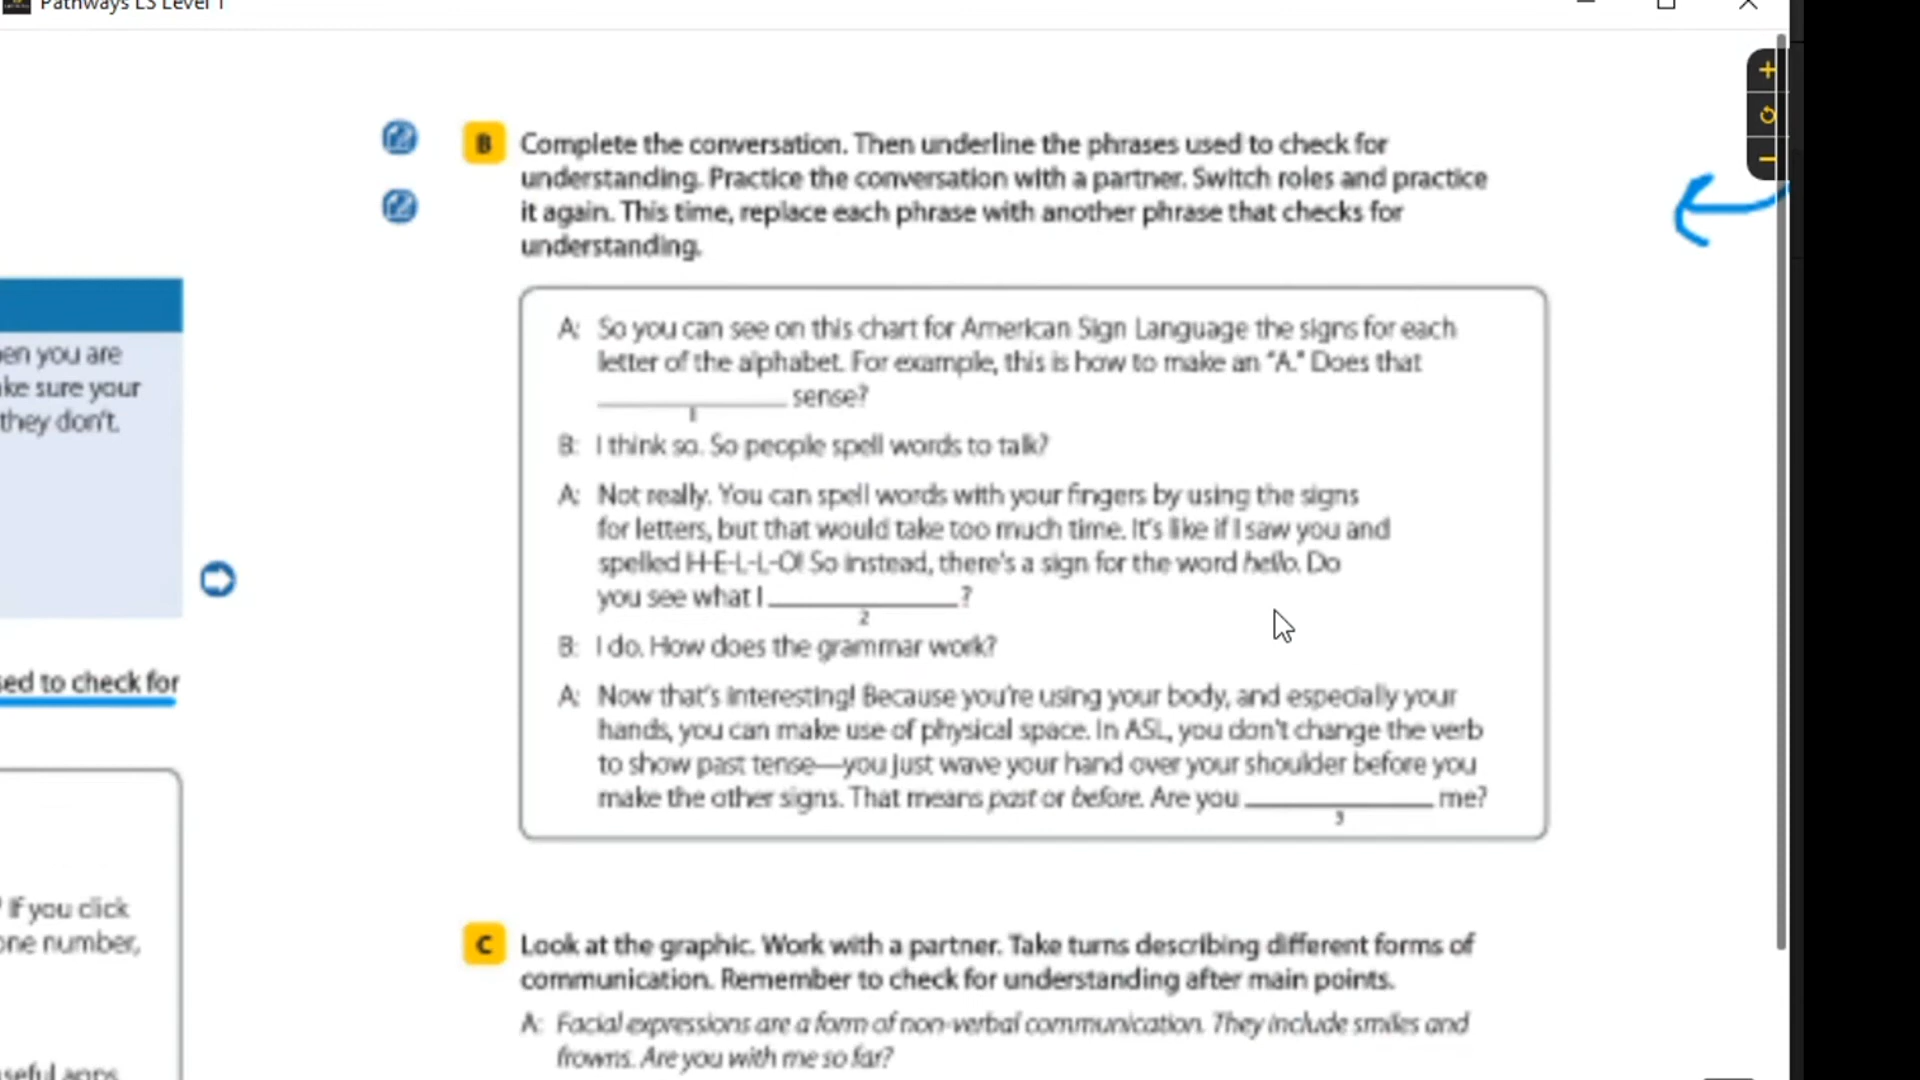 Pathways LS Level 1
B Complete the conversation. Then underline the phrases used to check for
understanding. Practice the conversation with a partner. Switch roles and practice
it again. This time, replace each phrase with another phrase that checks for
understanding.
A: So you can see on this chart for American Sign Language the signs for each
letter of the alphabet. For example, this is how to make an “A.” Does that
_______________ sense?
1
B: I think so. So people spell words to talk?
A: Not really. You can spell words with your fingers by using the signs
for letters, but that would take too much time. It’s like if I saw you and
spelled H-E-L-L-O! So instead, there’s a sign for the word hello. Do
you see what I _______________?
2
B: I do. How does the grammar work?
A: Now that’s interesting! Because you’re using your body, and especially your
hands, you can make use of physical space. In ASL, you don’t change the verb
to show past tense—you just wave your hand over your shoulder before you
make the other signs. That means past or before. Are you _______________ me?
3
C Look at the graphic. Work with a partner. Take turns describing different forms of
communication. Remember to check for understanding after main points.
A: Facial expressions are a form of non-verbal communication. They include smiles and
frowns. Are you with me so far?
en you are
ke sure your
they don’t.
sed to check for
If you click
one number,
seful apps